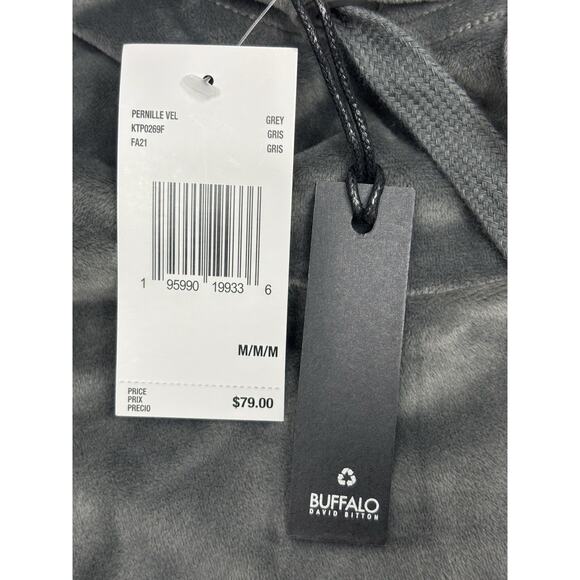 PERNILLE VEL GREY
KTP0269F GRIS
FA21 GRIS
1 95990 19933 6
M/M/M
PRICE
PRIX
PRECIO $79.00
BUFFALO
DAVID BITTON